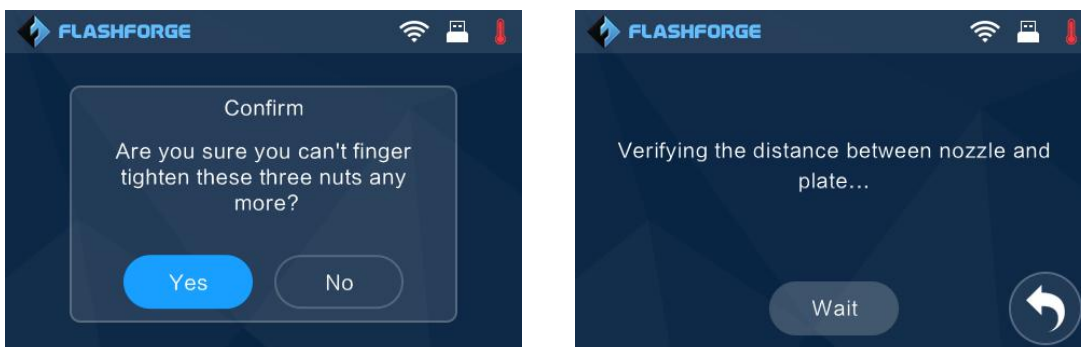 FLASHFORGE
Confirm
Are you sure you can't finger
tighten these three nuts any
more?
Yes
No
FLASHFORGE
Verifying the distance between nozzle and
plate...
Wait